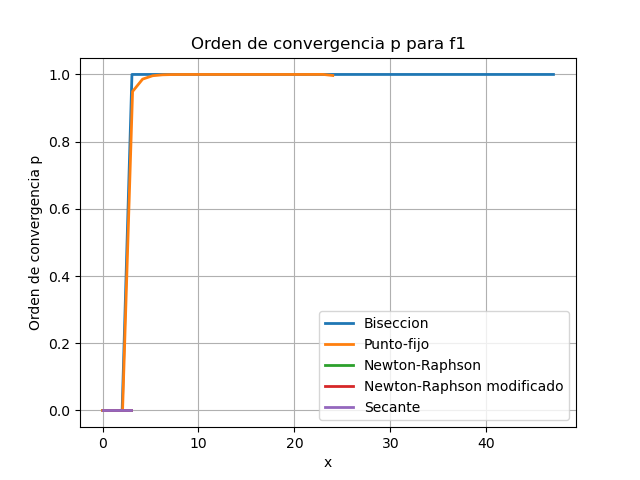 Orden de convergencia p para f1
Orden de convergencia p
1.0
0.8
0.6
0.4
0.2
0.0
Biseccion
Punto-fijo
Newton-Raphson
Newton-Raphson modificado
Secante
0 10 20 30 40
x